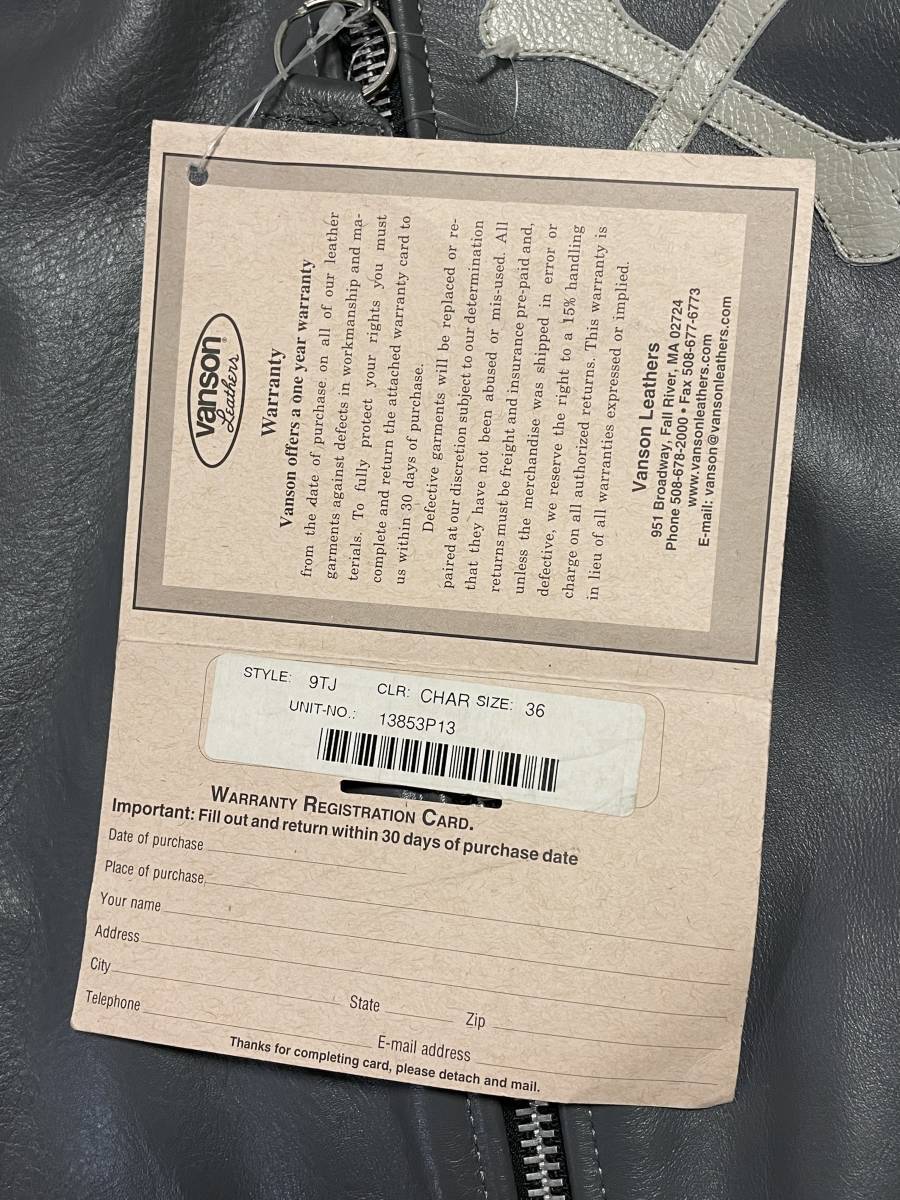 Vanson®
Leathers
Warranty
Vanson offers a one year warranty
from the date of purchase on all of our leather
garments against defects in workmanship and ma-
terials. To fully protect your rights you must
complete and return the attached warranty card to
us within 30 days of purchase.
Defective garments will be replaced or re-
paired at our discretion subject to our determination
that they have not been abused or mis-used. All
returns must be freight and insurance pre-paid and,
unless the merchandise was shipped in error or
defective, we reserve the right to a 15% handling
charge on all authorized returns. This warranty is
in lieu of all warranties expressed or implied.
Vanson Leathers
951 Broadway, Fall River, MA 02724
Phone 508-678-2000 • Fax 508-677-6773
www.vansonleathers.com
E-mail: vanson@vansonleathers.com
STYLE: 9TJ CLR: CHAR SIZE: 36
UNIT-NO.: 13853P13
WARRANTY REGISTRATION CARD.
Important: Fill out and return within 30 days of purchase date
Date of purchase
Place of purchase
Your name
Address
City State Zip
Telephone E-mail address
Thanks for completing card, please detach and mail.